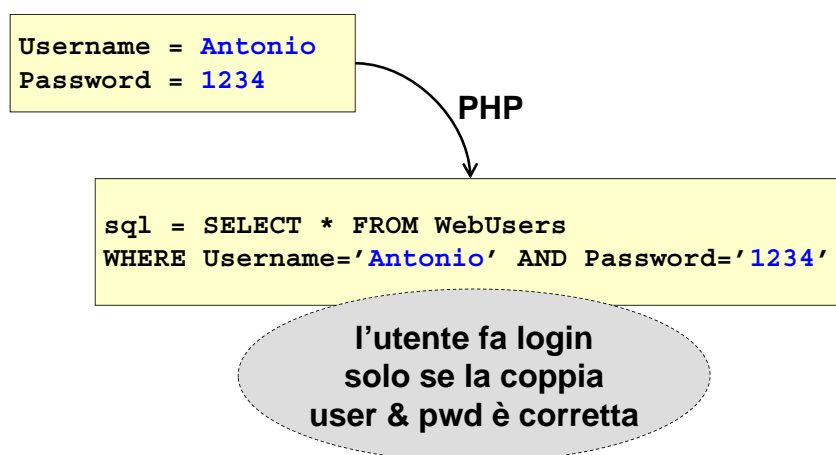 Username = Antonio
Password = 1234
PHP
sql = SELECT * FROM WebUsers
WHERE Username=’Antonio’ AND Password=’1234’
l’utente fa login
solo se la coppia
user & pwd è corretta